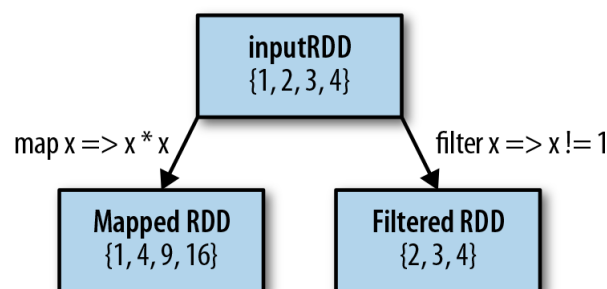 inputRDD
{1, 2, 3, 4}
map x => x * x
filter x => x != 1
Mapped RDD
{1, 4, 9, 16}
Filtered RDD
{2, 3, 4}